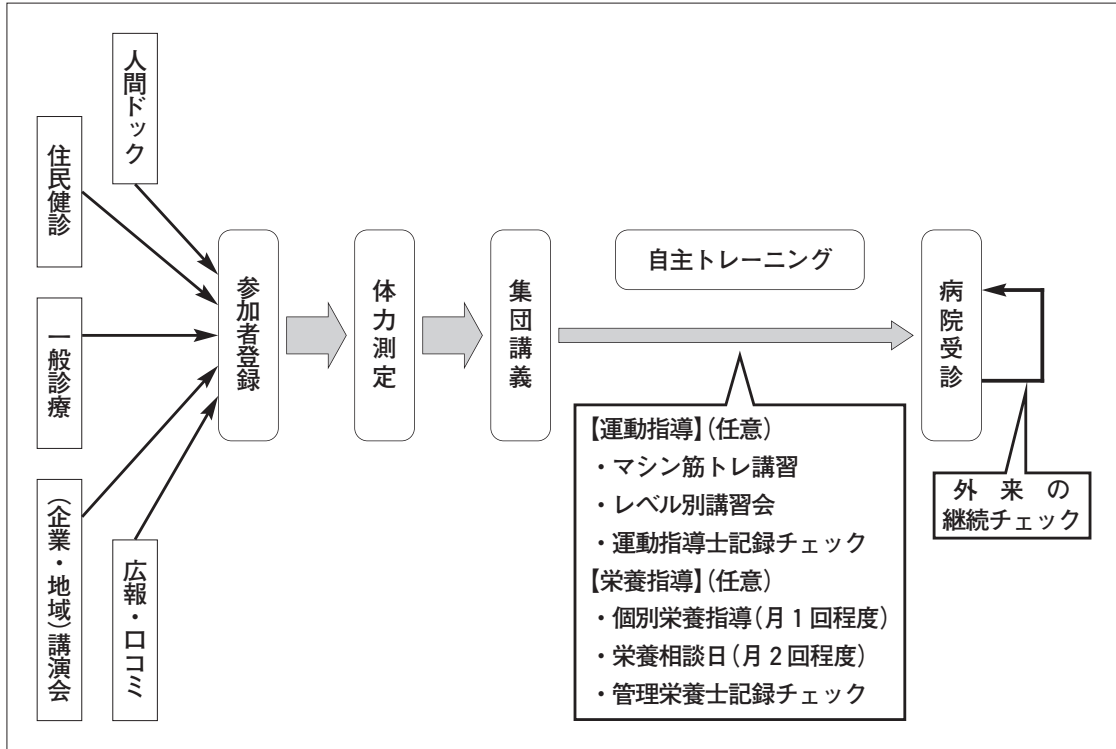 人間ドック
住民健診
一般診療
(企業・地域)講演会
広報・口コミ
参加者登録
体力測定
集団講義
自主トレーニング
【運動指導】(任意)
・マシン筋トレ講習
・レベル別講習会
・運動指導士記録チェック
【栄養指導】(任意)
・個別栄養指導(月1回程度)
・栄養相談日(月2回程度)
・管理栄養士記録チェック
病院受診
外来の
継続チェック